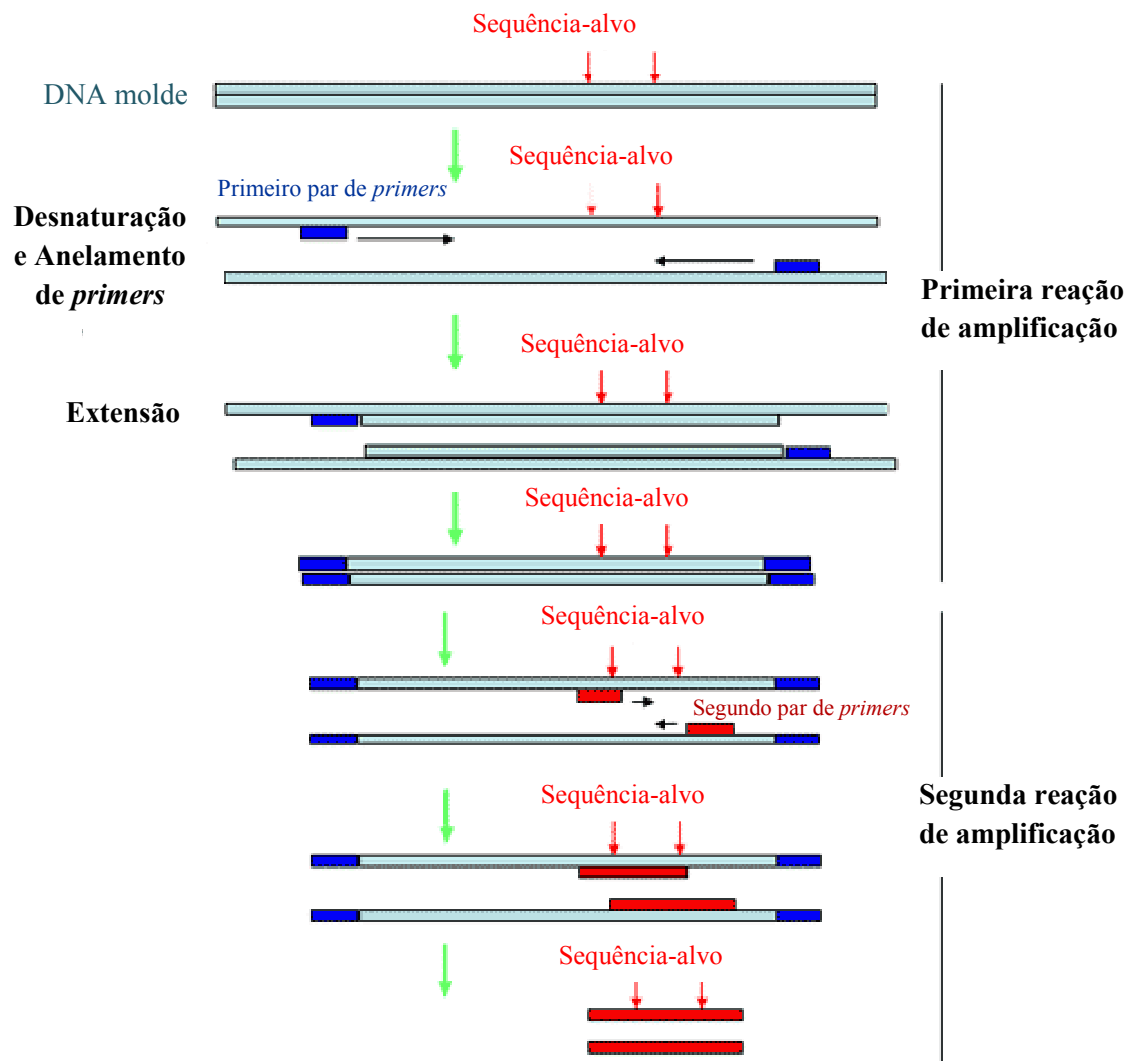 Sequência-alvo
DNA molde
Sequência-alvo
Primeiro par de primers
Desnaturação
e Anelamento
de primers
Primeira reação
de amplificação
Sequência-alvo
Extensão
Sequência-alvo
Sequência-alvo
Segundo par de primers
Segunda reação
de amplificação
Sequência-alvo
Sequência-alvo